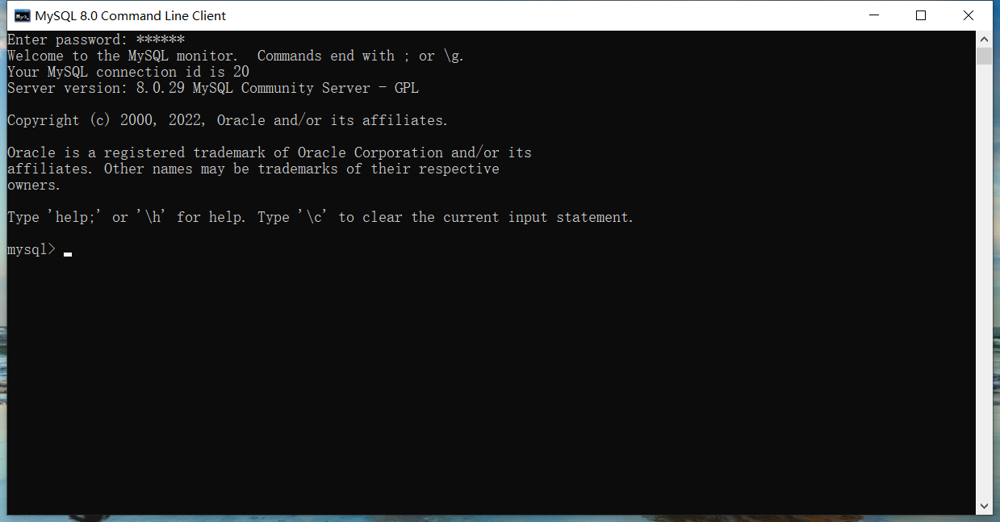 MySQL 8.0 Command Line Client
Enter password: ******
Welcome to the MySQL monitor.  Commands end with ; or \g.
Your MySQL connection id is 20
Server version: 8.0.29 MySQL Community Server - GPL
Copyright (c) 2000, 2022, Oracle and/or its affiliates.
Oracle is a registered trademark of Oracle Corporation and/or its
affiliates. Other names may be trademarks of their respective
owners.
Type 'help;' or '\h' for help. Type '\c' to clear the current input statement.
mysql>